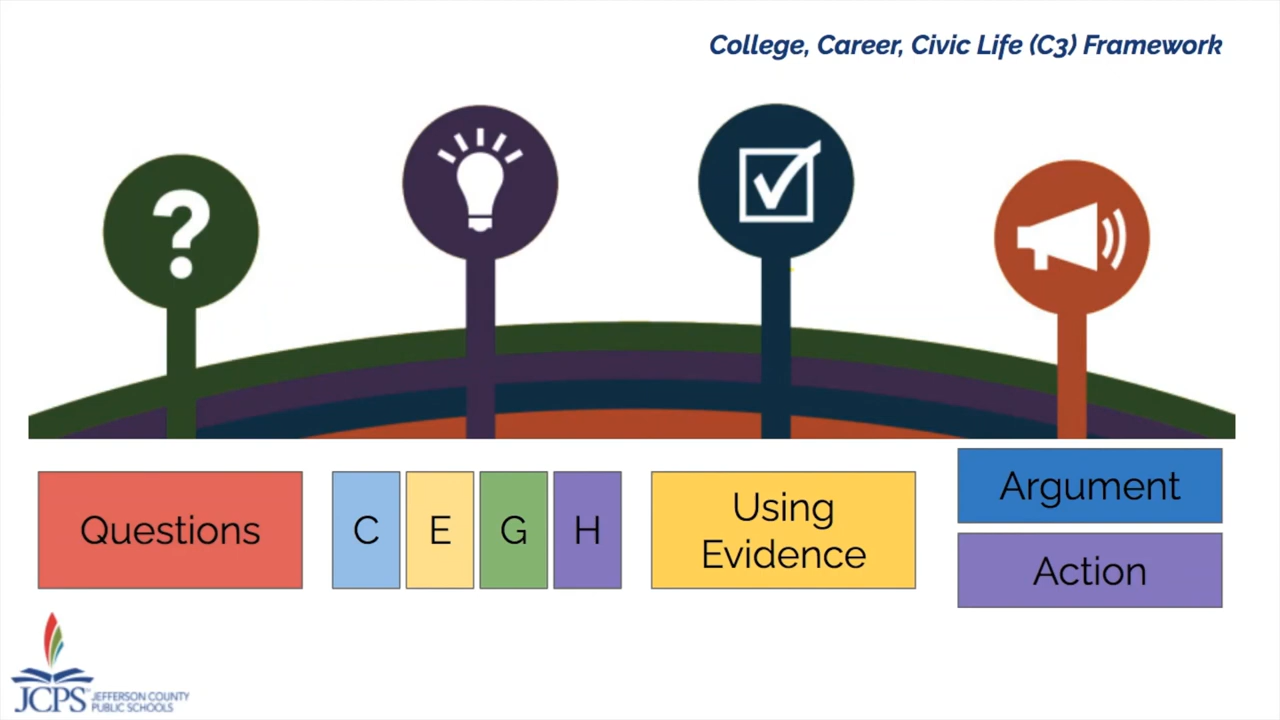 College, Career, Civic Life (C3) Framework
?
Questions
C
E
G
H
Using
Evidence
Argument
Action
JCPS
JEFFERSON COUNTY
PUBLIC SCHOOLS